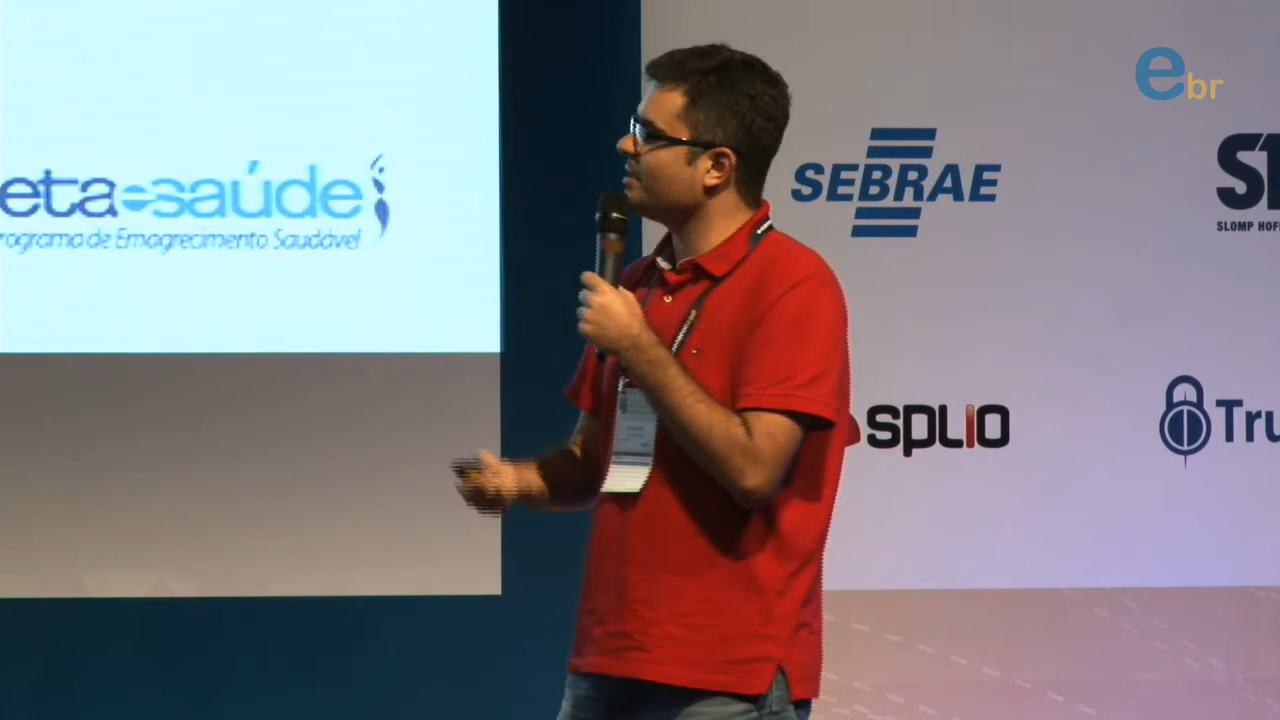 ebr
eta saúde
rograma de Emagrecimento Saudável
SEBRAE
SLOMP HOF
SPLIO
Tru